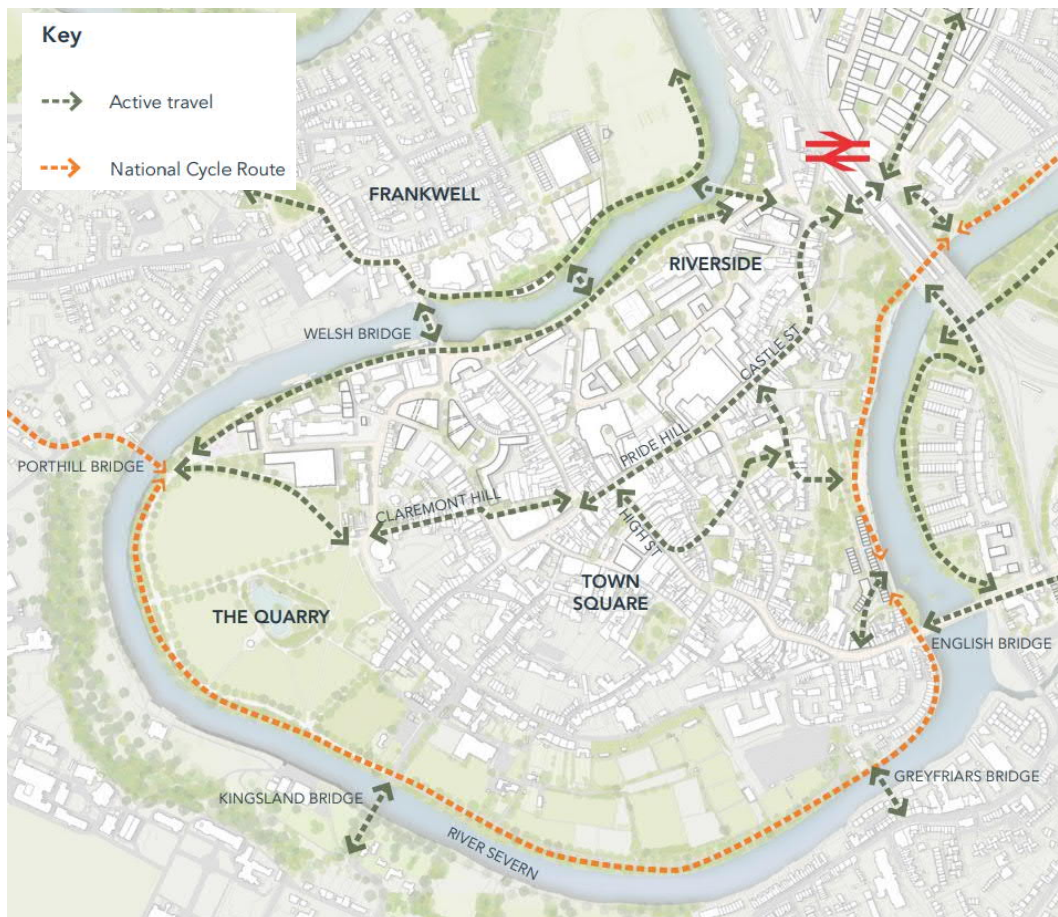 Key
Active travel
National Cycle Route
FRANKWELL
RIVERSIDE
WELSH BRIDGE
CASTLE ST
PRIDE HILL
PORTHILL BRIDGE
CLAREMONT HILL
HIGH ST
TOWN
SQUARE
THE QUARRY
ENGLISH BRIDGE
GREYFRIARS BRIDGE
KINGSLAND BRIDGE
RIVER SEVERN